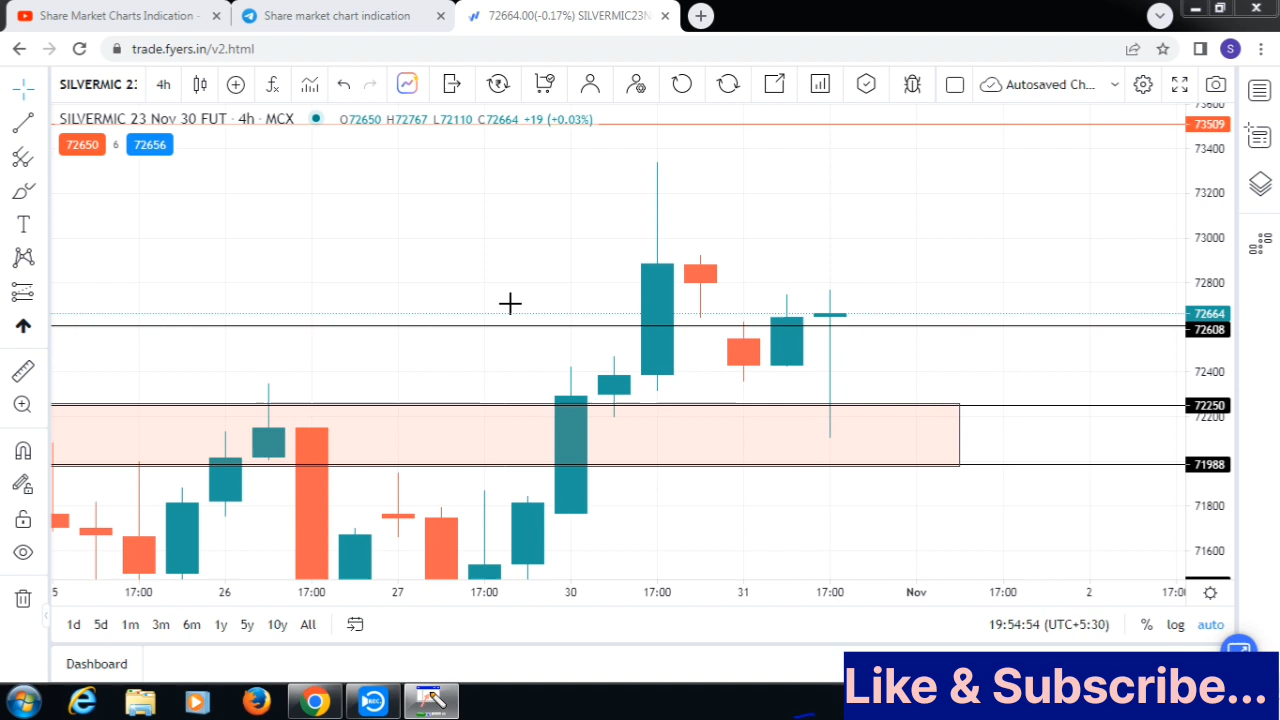 Share Market Charts Indication -
Share market chart indication
72664.00(-0.17%) SILVERMIC23N
trade.fyers.in/v2.html
S
SILVERMIC 23
4h
Autosaved Ch...
SILVERMIC 23 Nov 30 FUT · 4h · MCX
O72650 H72767 L72110 C72664 +19 (+0.03%)
72650 6 72656
73600
73509
73400
73200
73000
72800
72664
72608
72400
72250
72200
71988
71800
71600
5 17:00 26 17:00 27 17:00 30 17:00 31 17:00 Nov 17:00 2 17:0
1d 5d 1m 3m 6m 1y 5y 10y All
19:54:54 (UTC+5:30) % log auto
Dashboard
REC
Like & Subscribe...